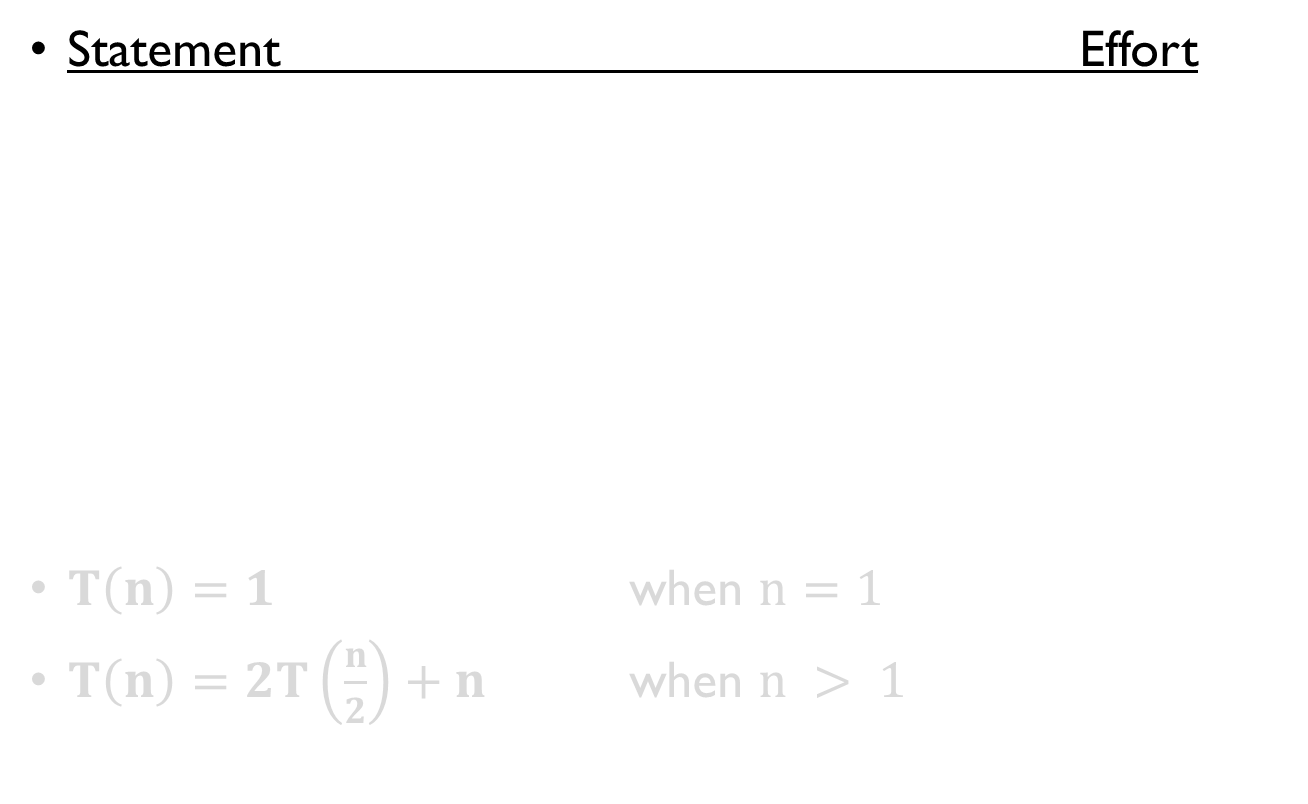 • Statement Effort
• T(n) = 1 when n = 1
• T(n) = 2T(n/2) + n when n > 1